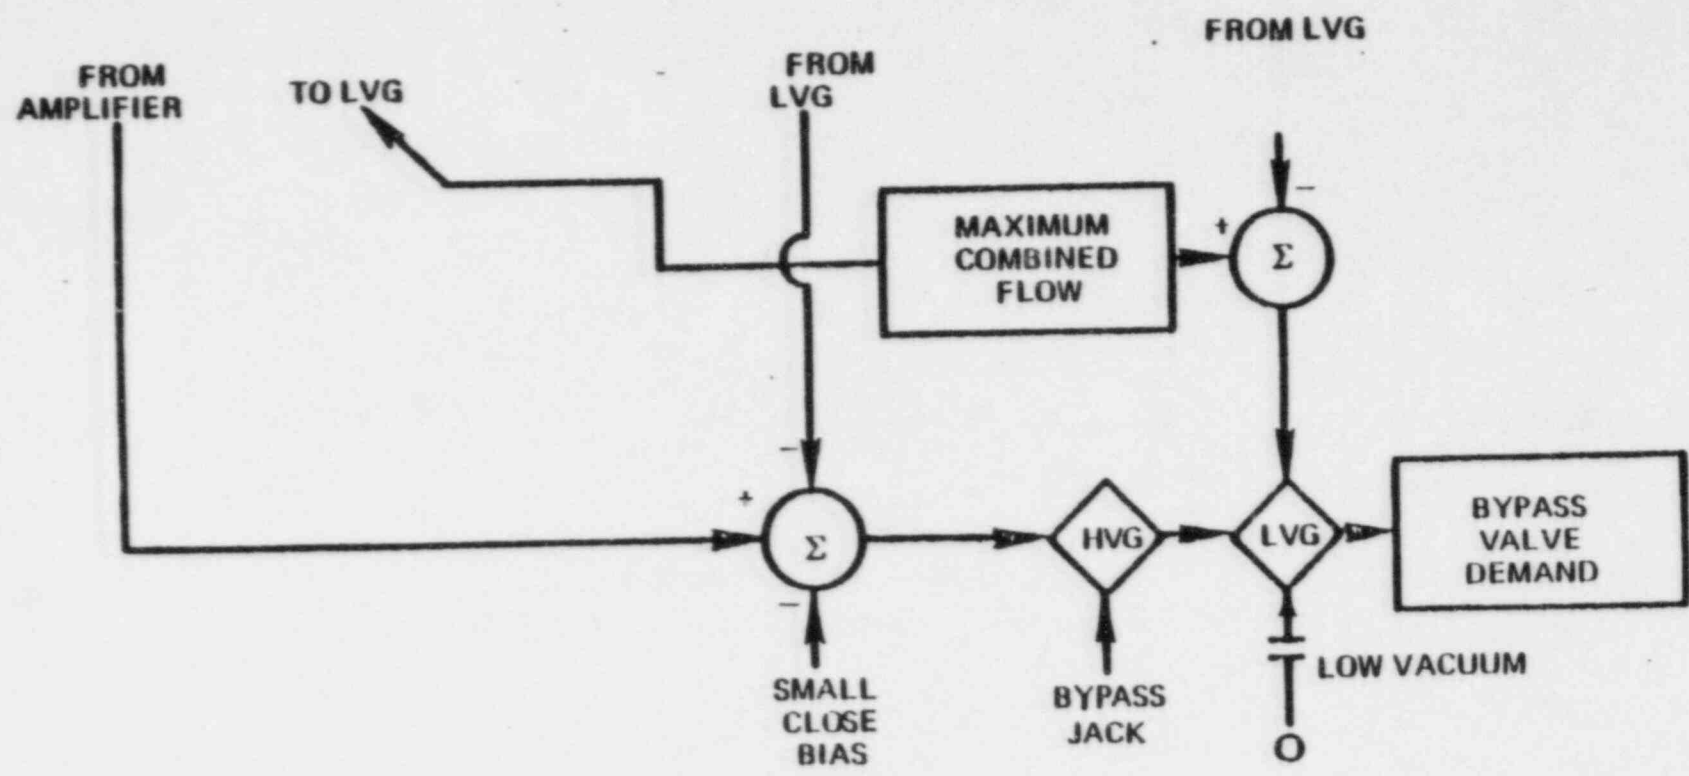 FROM LVG
FROM
AMPLIFIER
TO LVG
FROM
LVG
MAXIMUM
COMBINED
FLOW
+
−
Σ
−
+
Σ
−
HVG
LVG
BYPASS
VALVE
DEMAND
SMALL
CLOSE
BIAS
BYPASS
JACK
LOW VACUUM
O